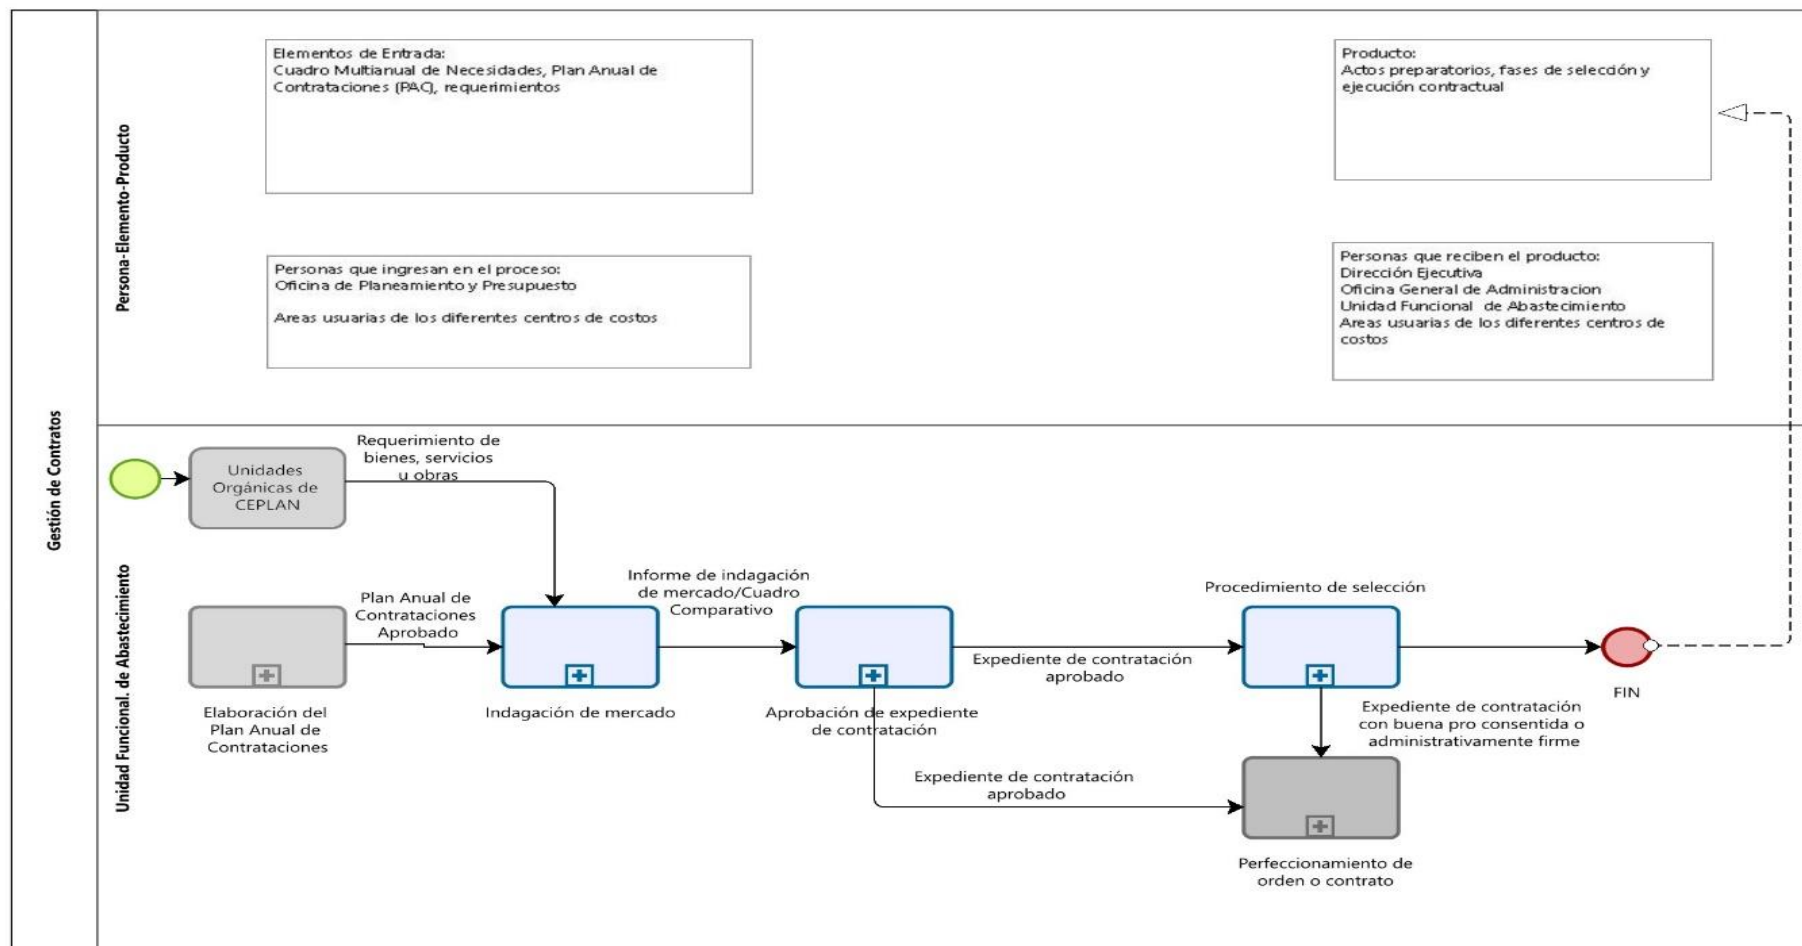 Gestión de Contratos
Persona-Elemento-Producto
Elementos de Entrada:
Cuadro Multianual de Necesidades, Plan Anual de
Contrataciones (PAC), requerimientos
Producto:
Actos preparatorios, fases de selección y
ejecución contractual
Personas que ingresan en el proceso:
Oficina de Planeamiento y Presupuesto
Areas usuarias de los diferentes centros de costos
Personas que reciben el producto:
Dirección Ejecutiva
Oficina General de Administracion
Unidad Funcional de Abastecimiento
Areas usuarias de los diferentes centros de
costos
Unidad Funcional. de Abastecimiento
Unidades
Orgánicas de
CEPLAN
Requerimiento de
bienes, servicios
u obras
Elaboración del
Plan Anual de
Contrataciones
Plan Anual de
Contrataciones
Aprobado
Indagación de mercado
Informe de indagación
de mercado/Cuadro
Comparativo
Aprobación de expediente
de contratación
Expediente de contratación
aprobado
Expediente de contratación
aprobado
Procedimiento de selección
Expediente de contratación
con buena pro consentida o
administrativamente firme
Perfeccionamiento de
orden o contrato
FIN